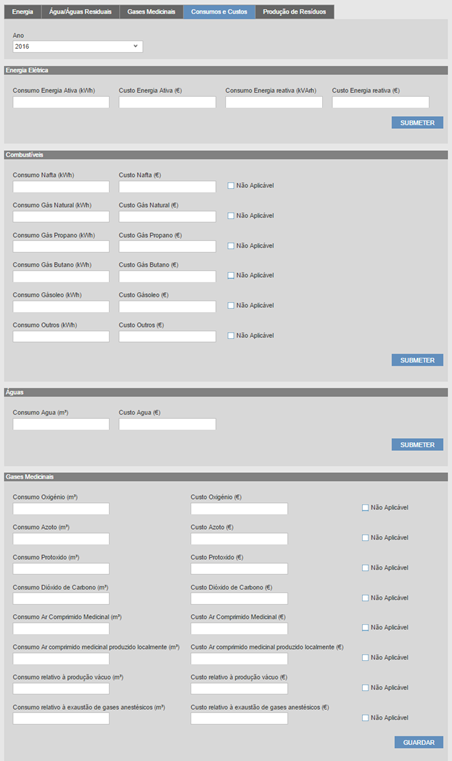 Energia Água/Águas Residuais Gases Medicinais Consumos e Custos Produção de Resíduos
Ano
2016
Energia Elétrica
Consumo Energia Ativa (kWh) Custo Energia Ativa (€) Consumo Energia reativa (kVArh) Custo Energia reativa (€)
SUBMETER
Combustíveis
Consumo Nafta (kWh) Custo Nafta (€)
Não Aplicável
Consumo Gás Natural (kWh) Custo Gás Natural (€)
Não Aplicável
Consumo Gás Propano (kWh) Custo Gás Propano (€)
Não Aplicável
Consumo Gás Butano (kWh) Custo Gás Butano (€)
Não Aplicável
Consumo Gásoleo (kWh) Custo Gásoleo (€)
Não Aplicável
Consumo Outros (kWh) Custo Outros (€)
Não Aplicável
SUBMETER
Águas
Consumo Agua (m³) Custo Agua (€)
SUBMETER
Gases Medicinais
Consumo Oxigénio (m³) Custo Oxigénio (€)
Não Aplicável
Consumo Azoto (m³) Custo Azoto (€)
Não Aplicável
Consumo Protoxido (m³) Custo Protoxido (€)
Não Aplicável
Consumo Dióxido de Carbono (m³) Custo Dióxido de Carbono (€)
Não Aplicável
Consumo Ar Comprimido Medicinal (m³) Custo Ar Comprimido Medicinal (€)
Não Aplicável
Consumo Ar comprimido medicinal produzido localmente (m³) Custo Ar comprimido medicinal produzido localmente (€)
Não Aplicável
Consumo relativo à produção vácuo (m³) Custo relativo à produção vácuo (€)
Não Aplicável
Consumo relativo à exaustão de gases anestésicos (m³) Custo relativo à exaustão de gases anestésicos (€)
Não Aplicável
GUARDAR